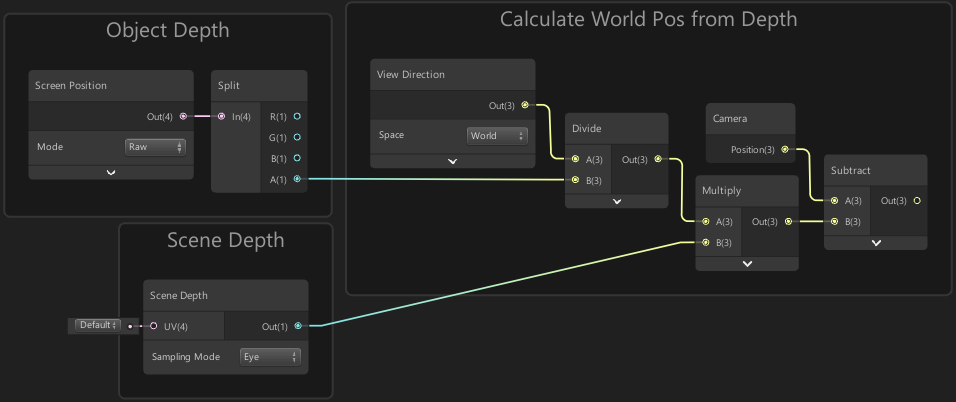 Object Depth
Screen Position
Out(4)
Mode
Raw
Split
In(4)
R(1)
G(1)
B(1)
A(1)
Scene Depth
Scene Depth
Default
UV(4)
Out(1)
Sampling Mode
Eye
Calculate World Pos from Depth
View Direction
Out(3)
Space
World
Divide
A(3)
Out(3)
B(3)
Camera
Position(3)
Multiply
A(3)
Out(3)
B(3)
Subtract
A(3)
Out(3)
B(3)